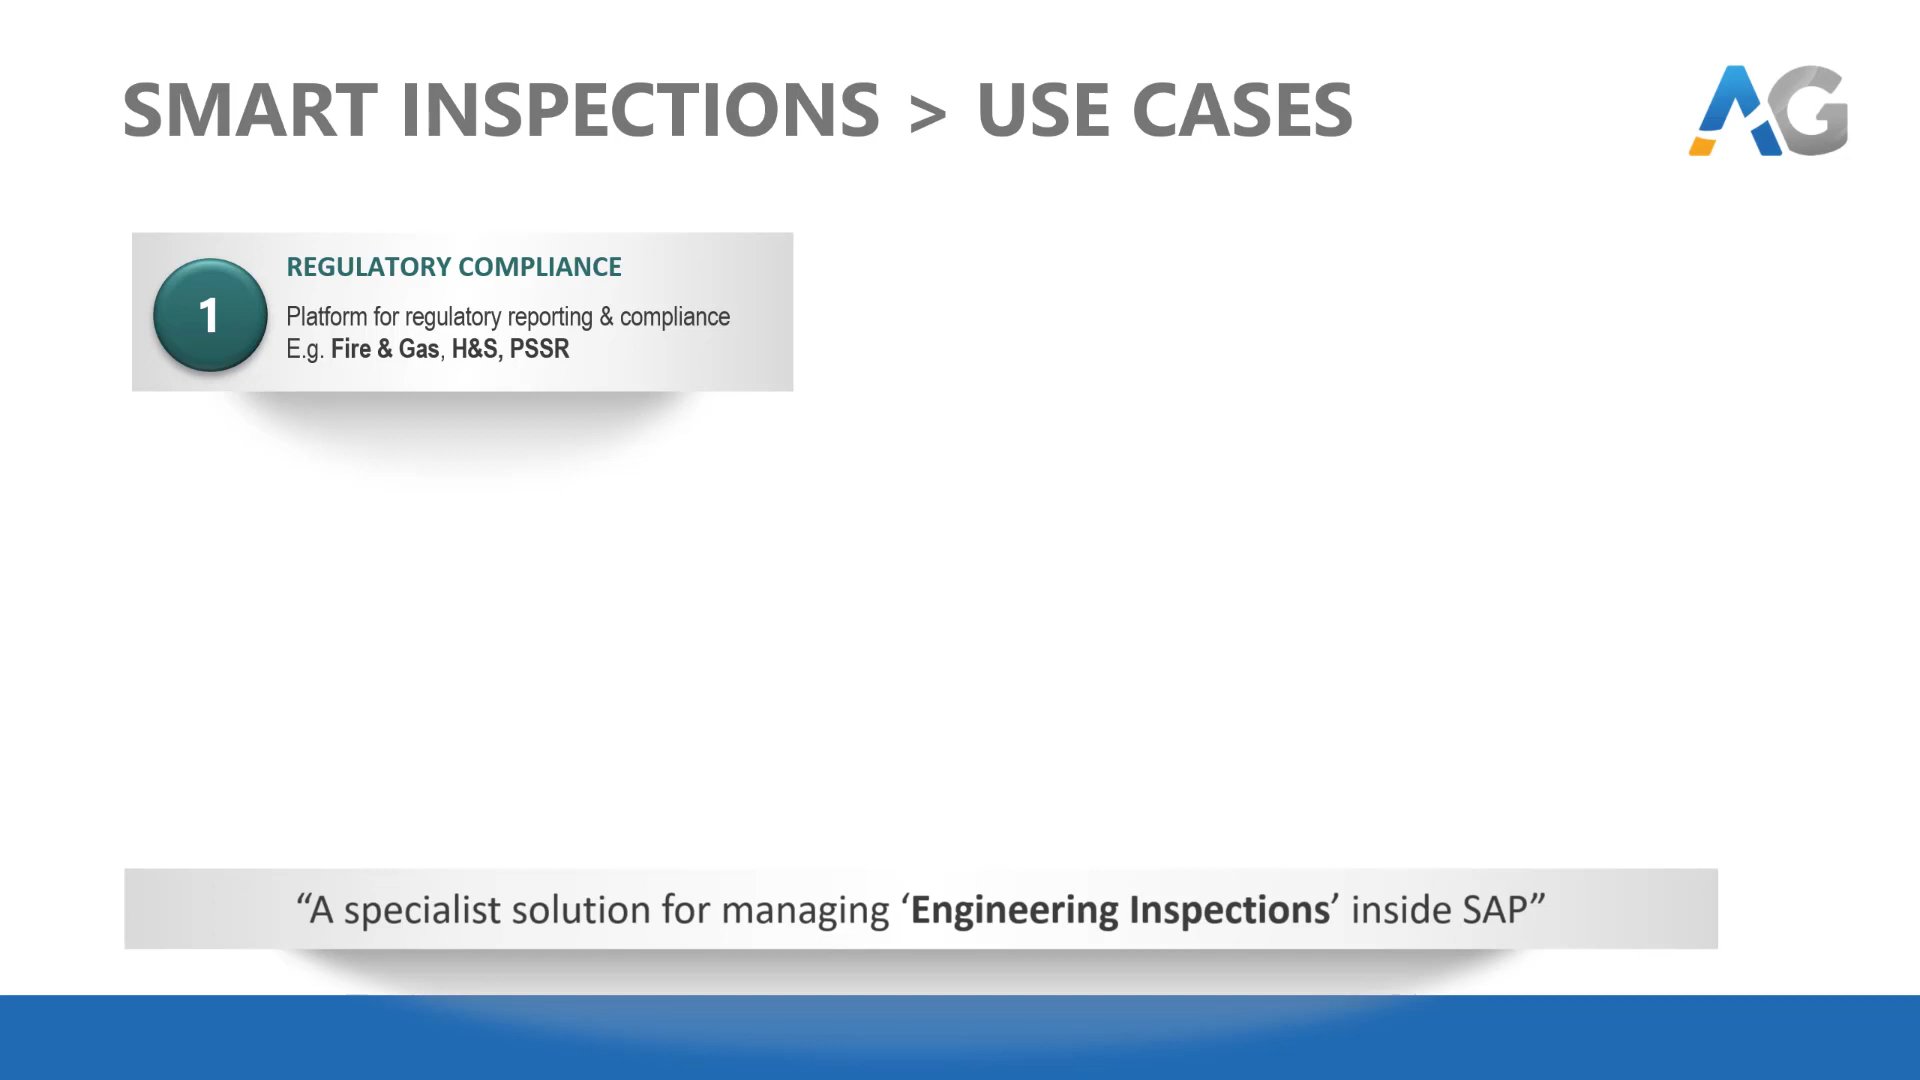 SMART INSPECTIONS > USE CASES
AG
1
REGULATORY COMPLIANCE
Platform for regulatory reporting & compliance
E.g. Fire & Gas, H&S, PSSR
“A specialist solution for managing ‘Engineering Inspections’ inside SAP”